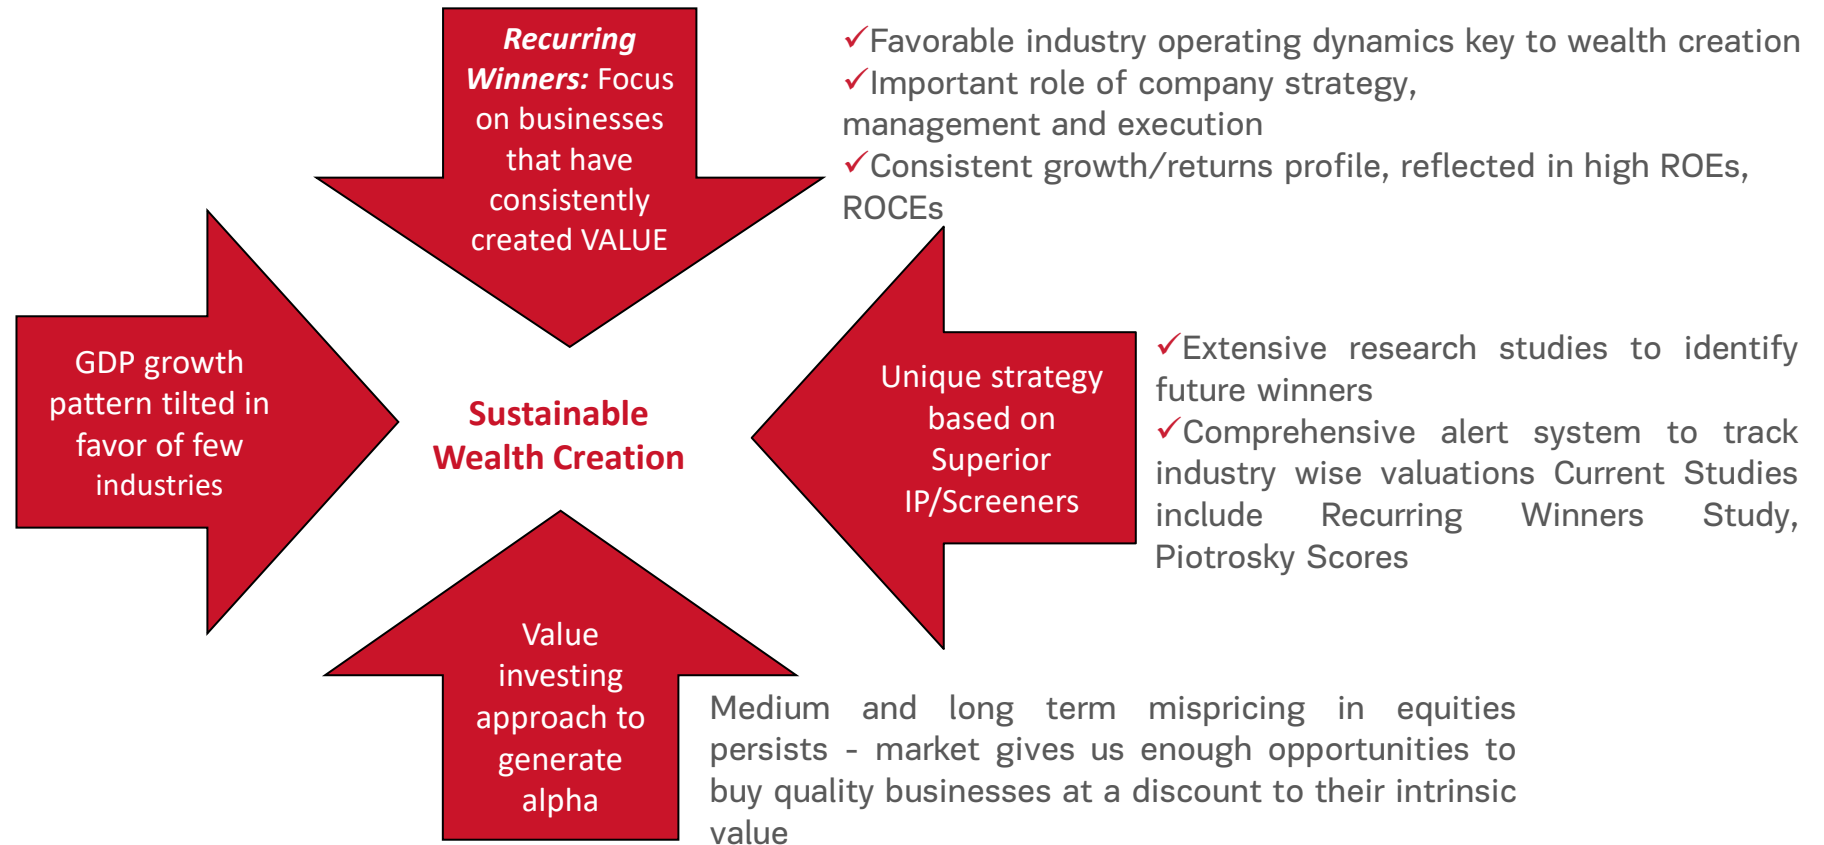 Recurring
Winners: Focus
on businesses
that have
consistently
created VALUE
✓Favorable industry operating dynamics key to wealth creation
✓Important role of company strategy,
management and execution
✓Consistent growth/returns profile, reflected in high ROEs,
ROCEs
GDP growth
pattern tilted in
favor of few
industries
Sustainable
Wealth Creation
Unique strategy
based on
Superior
IP/Screeners
✓Extensive research studies to identify
future winners
✓Comprehensive alert system to track
industry wise valuations Current Studies
include Recurring Winners Study,
Piotrosky Scores
Value
investing
approach to
generate
alpha
Medium and long term mispricing in equities
persists - market gives us enough opportunities to
buy quality businesses at a discount to their intrinsic
value